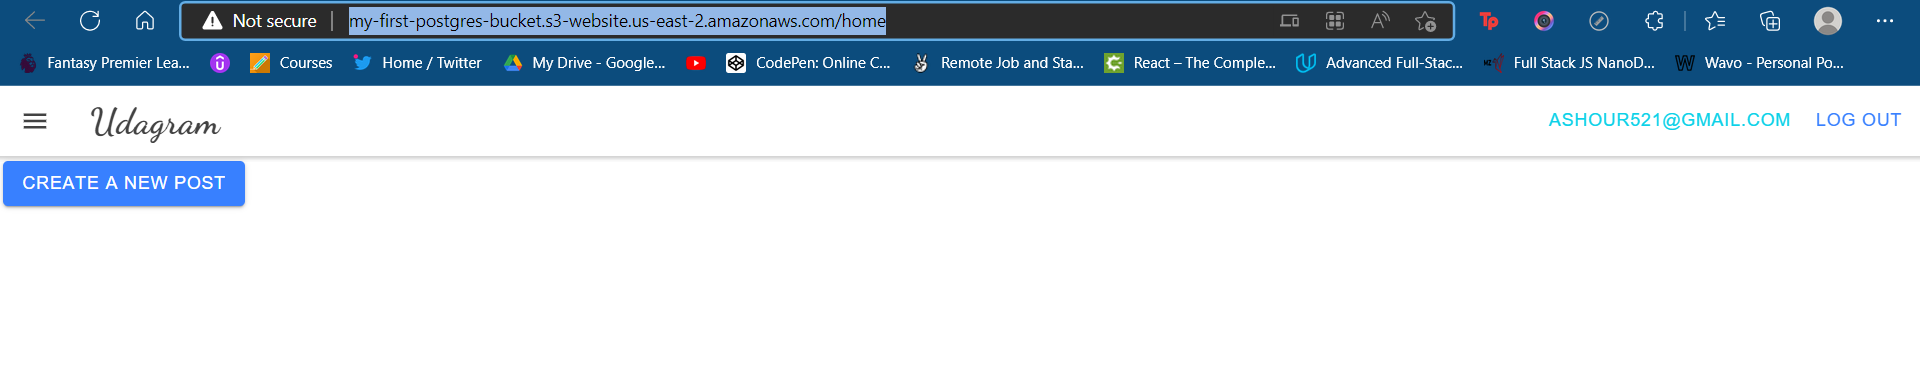 Not secure my-first-postgres-bucket.s3-website.us-east-2.amazonaws.com/home
Fantasy Premier Lea... Courses Home / Twitter My Drive - Google... CodePen: Online C... Remote Job and Sta... React – The Comple... Advanced Full-Stac... Full Stack JS NanoD... Wavo - Personal Po...
Udagram ASHOUR521@GMAIL.COM LOG OUT
CREATE A NEW POST